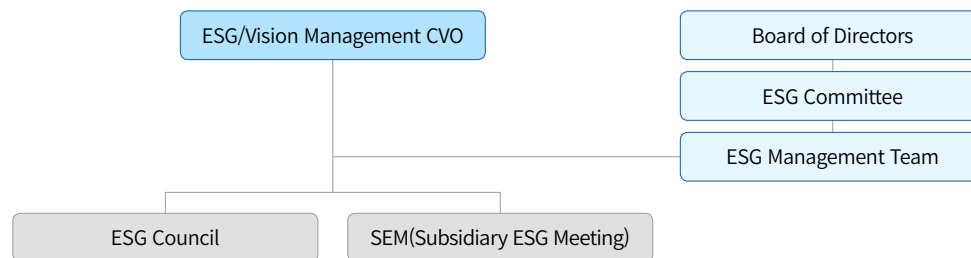 ESG/Vision Management CVO
Board of Directors
ESG Committee
ESG Management Team
ESG Council
SEM(Subsidiary ESG Meeting)